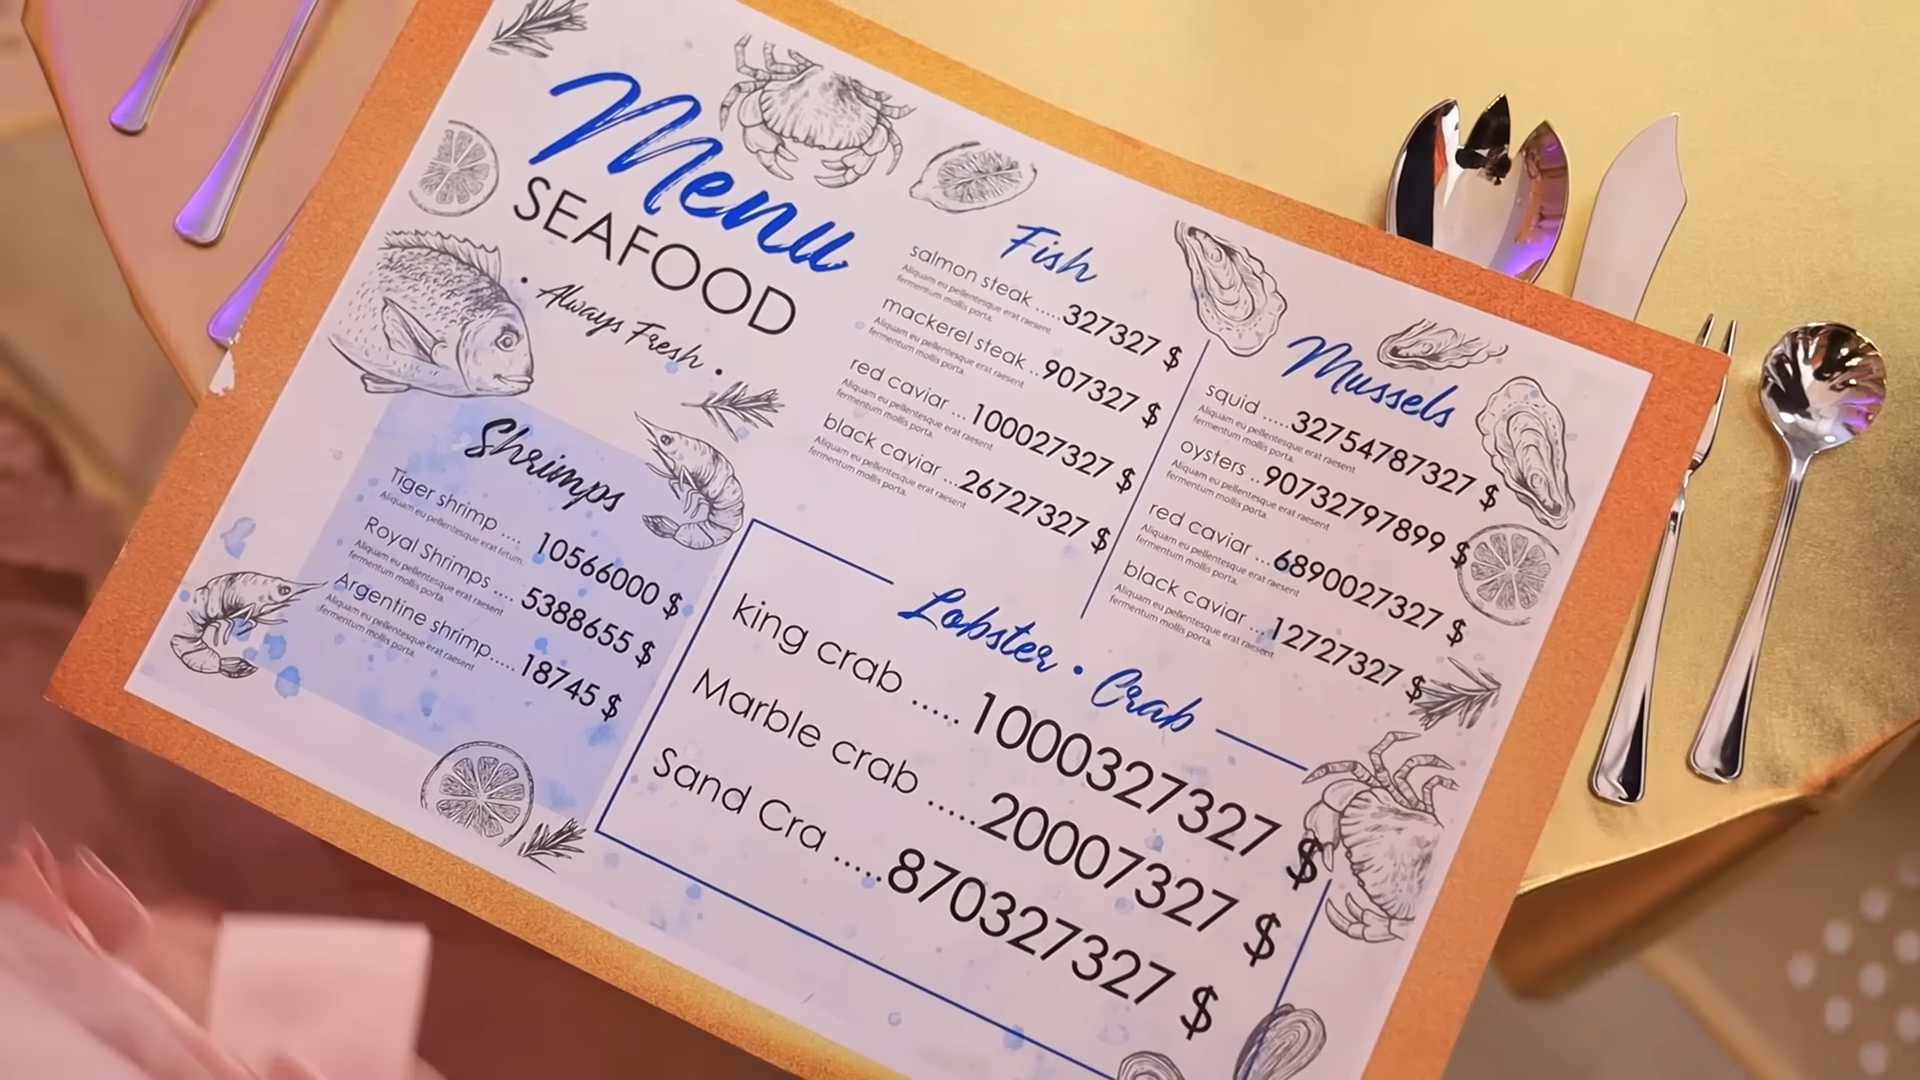 Menu
SEAFOOD
• Always Fresh •
Shrimps
Tiger shrimp .... 10566000 $
Aliquam eu pellentesque erat fetum.
Royal Shrimps .... 5388655 $
Aliquam eu pellentesque erat raesent
fermentum mollis porta.
Argentine shrimp..... 18745 $
Aliquam eu pellentesque erat raesent
fermentum mollis porta.
Fish
salmon steak .....327327 $
Aliquam eu pellentesque erat raesent
fermentum mollis porta.
mackerel steak ..907327 $
Aliquam eu pellentesque erat raesent
fermentum mollis porta.
red caviar ...100027327 $
Aliquam eu pellentesque erat raesent
fermentum mollis porta.
black caviar ...26727327 $
Aliquam eu pellentesque erat raesent
fermentum mollis porta.
Mussels
squid .....32754787327 $
Aliquam eu pellentesque erat raesent
fermentum mollis porta.
oysters ..90732797899 $
Aliquam eu pellentesque erat raesent
fermentum mollis porta.
red caviar ...6890027327 $
Aliquam eu pellentesque erat raesent
fermentum mollis porta.
black caviar ...12727327 $
Aliquam eu pellentesque erat raesent
fermentum mollis porta.
Lobster • Crab
king crab ..... 1000327327 $
Marble crab .....20007327 $
Sand Cra ....870327327 $